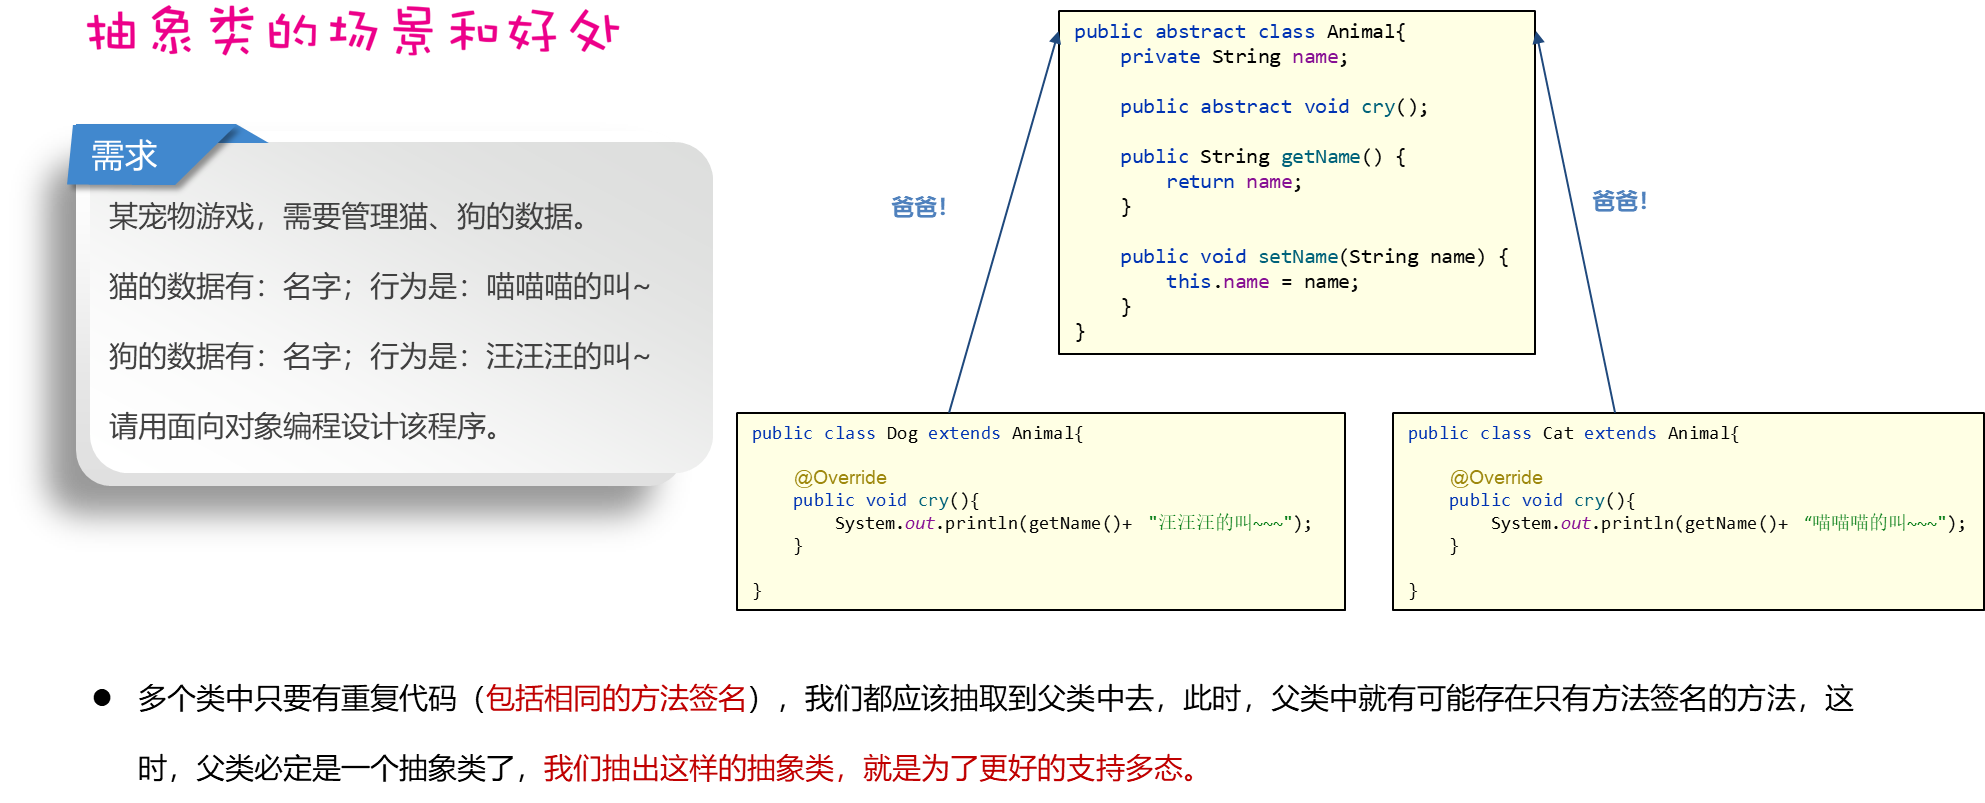 抽象类的场景和好处
需求
某宠物游戏，需要管理猫、狗的数据。
猫的数据有：名字；行为是：喵喵喵的叫~
狗的数据有：名字；行为是：汪汪汪的叫~
请用面向对象编程设计该程序。
public abstract class Animal{
    private String name;
    public abstract void cry();
    public String getName() {
        return name;
    }
    public void setName(String name) {
        this.name = name;
    }
}
爸爸！
爸爸！
public class Dog extends Animal{
    @Override
    public void cry(){
        System.out.println(getName()+ "汪汪汪的叫~~~");
    }
}
public class Cat extends Animal{
    @Override
    public void cry(){
        System.out.println(getName()+ “喵喵喵的叫~~~");
    }
}
● 多个类中只要有重复代码（包括相同的方法签名），我们都应该抽取到父类中去，此时，父类中就有可能存在只有方法签名的方法，这
时，父类必定是一个抽象类了，我们抽出这样的抽象类，就是为了更好的支持多态。